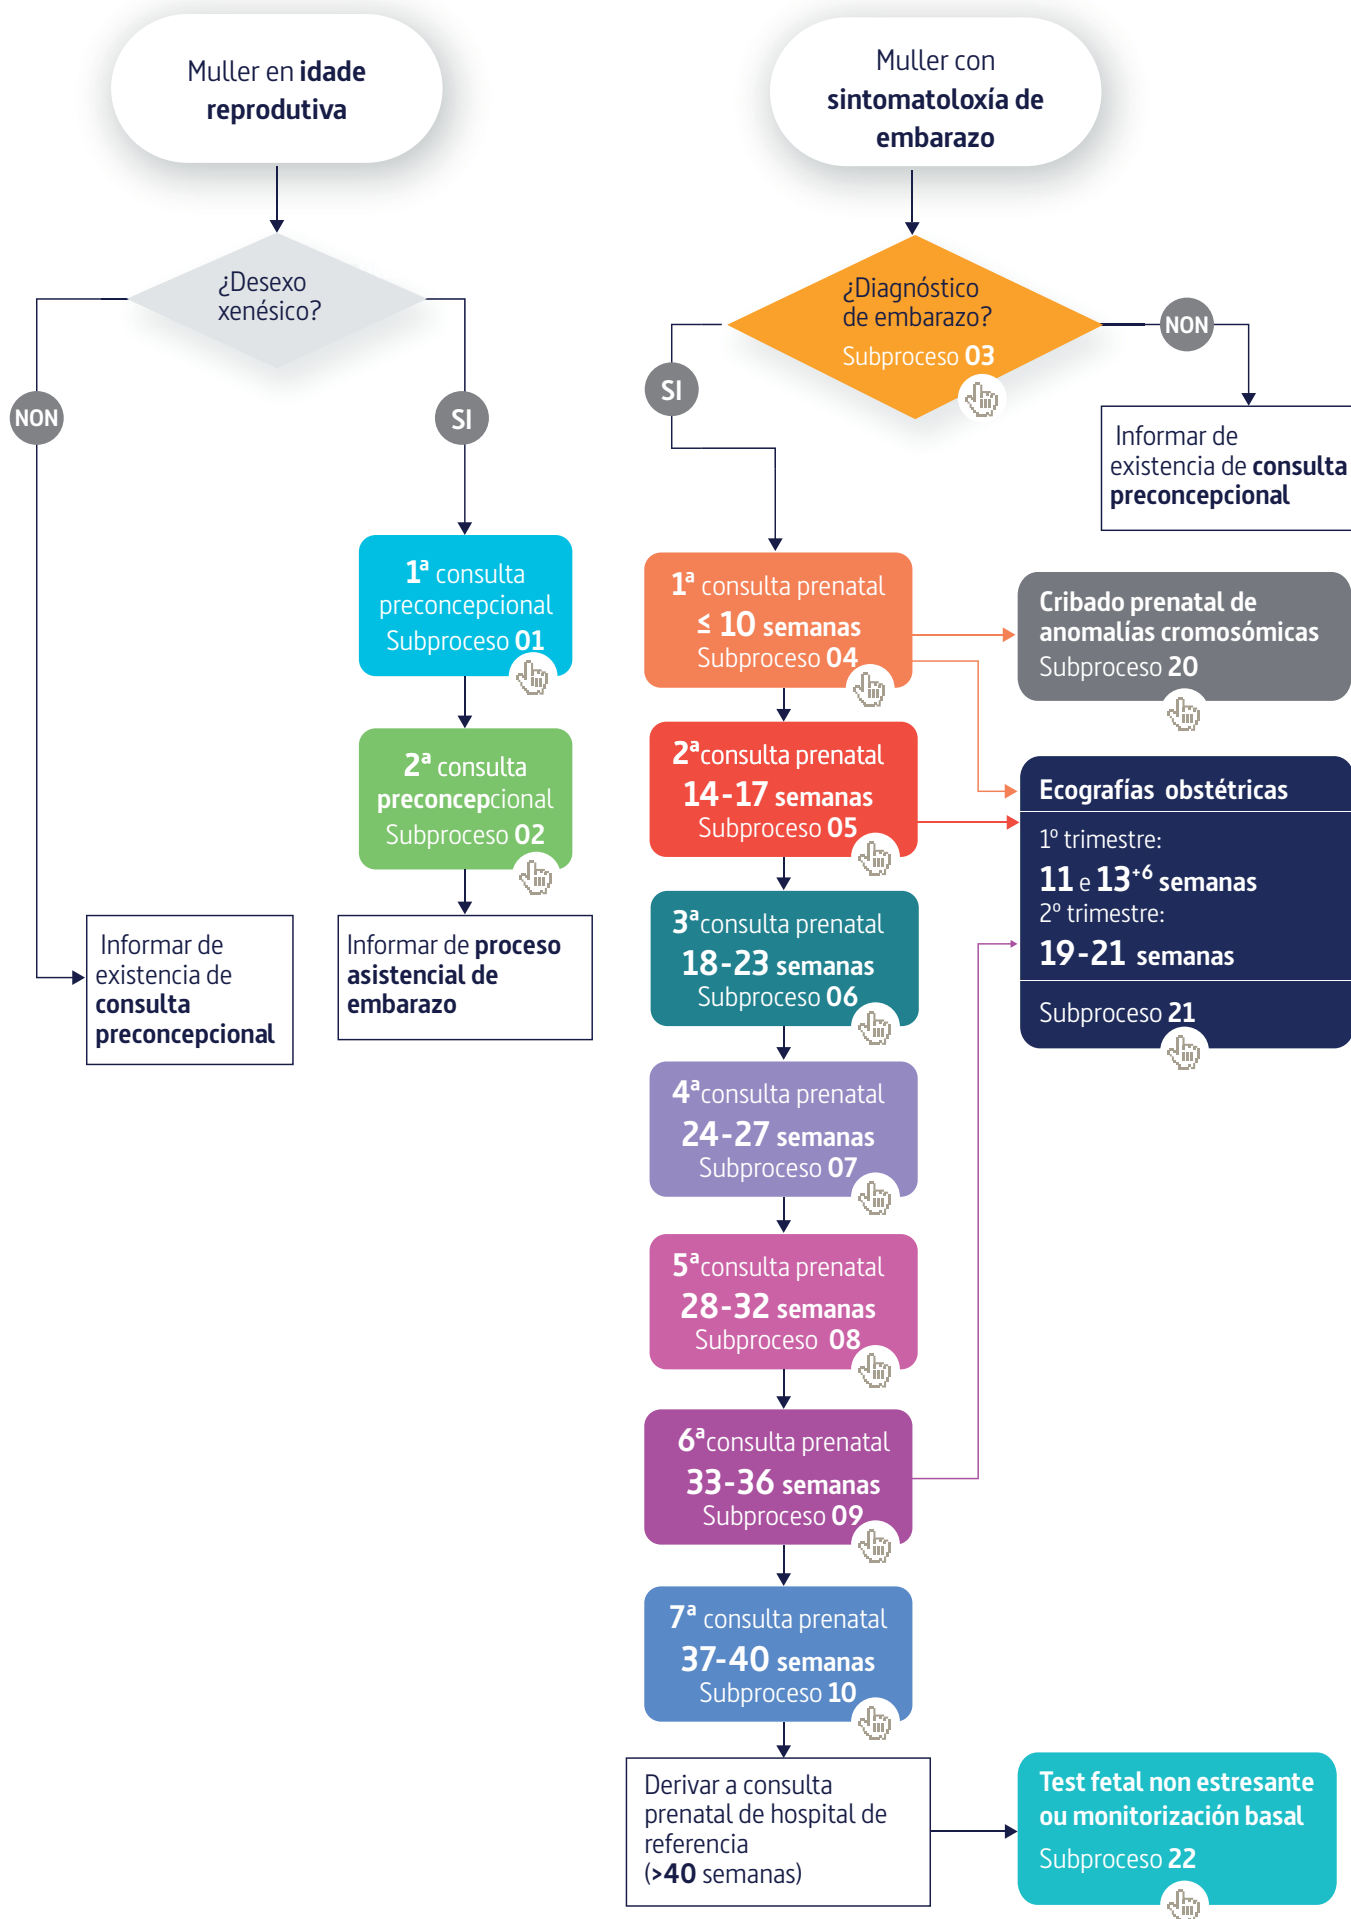 Muller en idade
reprodutiva
¿Desexo
xenésico?
NON
SI
1ª consulta
preconcepcional
Subproceso 01
2ª consulta
preconcepcional
Subproceso 02
Informar de
existencia de
consulta
preconcepcional
Informar de proceso
asistencial de
embarazo
Muller con
sintomatoloxía de
embarazo
¿Diagnóstico
de embarazo?
Subproceso 03
SI
NON
Informar de
existencia de consulta
preconcepcional
1ª consulta prenatal
≤ 10 semanas
Subproceso 04
2ª consulta prenatal
14-17 semanas
Subproceso 05
3ª consulta prenatal
18-23 semanas
Subproceso 06
4ª consulta prenatal
24-27 semanas
Subproceso 07
5ª consulta prenatal
28-32 semanas
Subproceso 08
6ª consulta prenatal
33-36 semanas
Subproceso 09
7ª consulta prenatal
37-40 semanas
Subproceso 10
Derivar a consulta
prenatal de hospital de
referencia
(>40 semanas)
Cribado prenatal de
anomalías cromosómicas
Subproceso 20
Ecografías obstétricas
1º trimestre:
11 e 13⁺⁶ semanas
2º trimestre:
19-21 semanas
Subproceso 21
Test fetal non estresante
ou monitorización basal
Subproceso 22